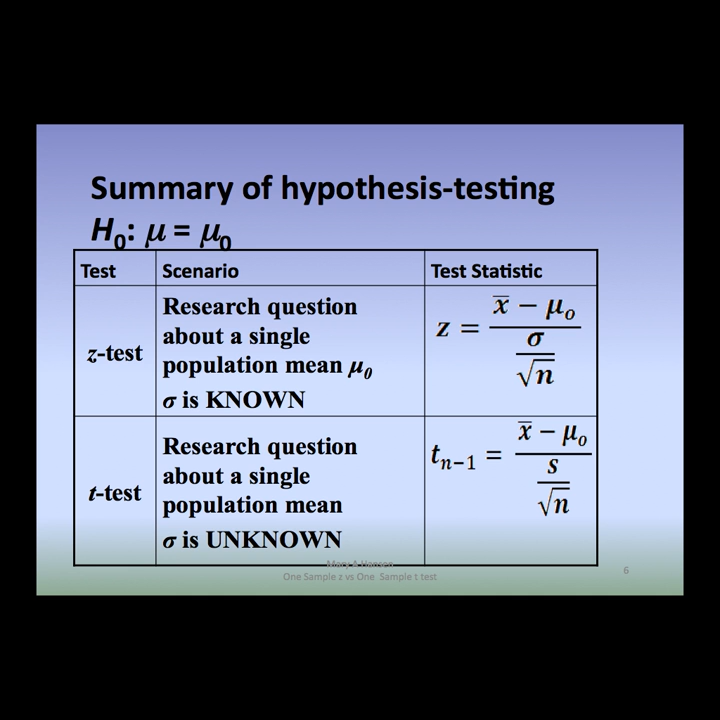 Summary of hypothesis-testing
H₀: μ = μ₀
Test Scenario Test Statistic
z-test
Research question
about a single
population mean μ₀
σ is KNOWN
z = (x̅ − μₒ) / (σ / √n)
t-test
Research question
about a single
population mean
σ is UNKNOWN
tₙ₋₁ = (x̅ − μₒ) / (s / √n)
Mary A Hansen
One Sample z vs One Sample t test
6